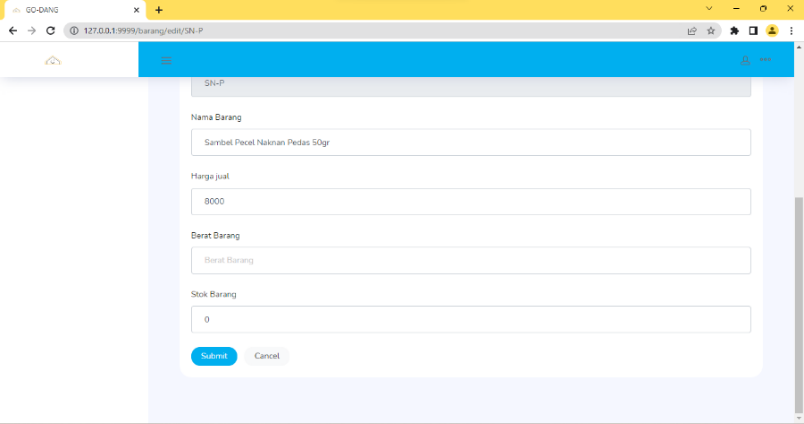 GO-DANG
127.0.0.1:9999/barang/edit/SN-P
SN-P
Nama Barang
Sambel Pecel Naknan Pedas 50gr
Harga jual
8000
Berat Barang
Berat Barang
Stok Barang
0
Submit Cancel